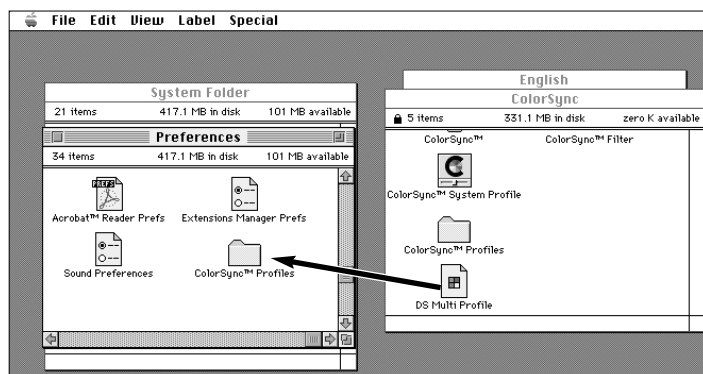 File Edit View Label Special
System Folder
21 items 417.1 MB in disk 101 MB available
Preferences
34 items 417.1 MB in disk 101 MB available
PREFS
Acrobat™ Reader Prefs Extensions Manager Prefs
Sound Preferences ColorSync™ Profiles
English
ColorSync
5 items 331.1 MB in disk zero K available
ColorSync™ ColorSync™ Filter
ColorSync™ System Profile
ColorSync™ Profiles
DS Multi Profile